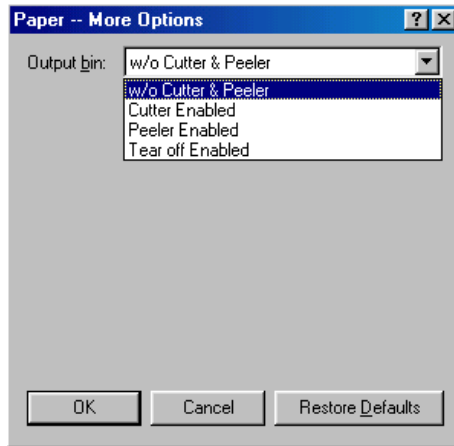 Paper -- More Options
Output bin: w/o Cutter & Peeler
w/o Cutter & Peeler
Cutter Enabled
Peeler Enabled
Tear off Enabled
OK Cancel Restore Defaults